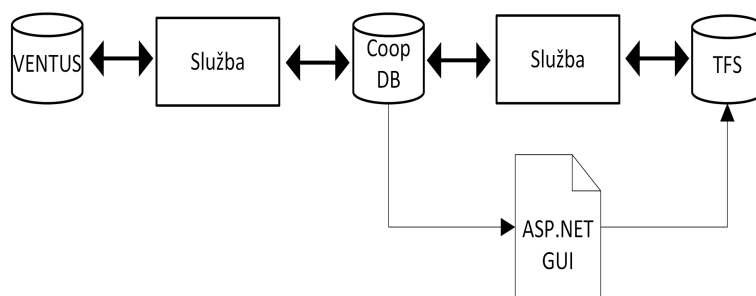 VENTUS
Služba
Coop
DB
Služba
TFS
ASP.NET
GUI